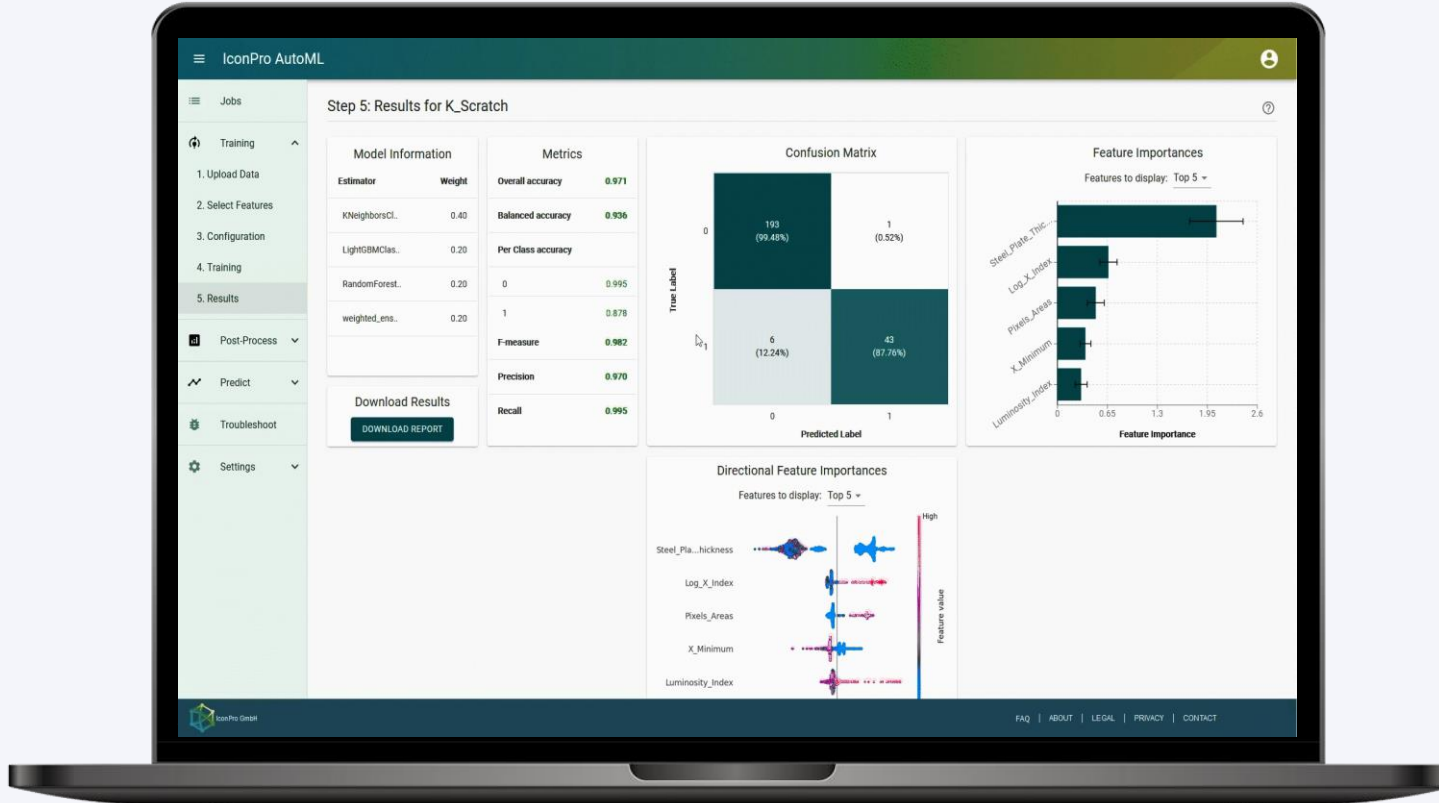 IconPro AutoML
Jobs
Training
1. Upload Data
2. Select Features
3. Configuration
4. Training
5. Results
Post-Process
Predict
Troubleshoot
Settings
Step 5: Results for K_Scratch
Model Information
Estimator Weight
KNeighborsCl.. 0.40
LightGBMClas.. 0.20
RandomForest.. 0.20
weighted_ens.. 0.20
Download Results
DOWNLOAD REPORT
Metrics
Overall accuracy 0.971
Balanced accuracy 0.936
Per Class accuracy
0 0.995
1 0.878
F-measure 0.982
Precision 0.970
Recall 0.995
Confusion Matrix
True Label
0
193
(99.48%)
1
(0.52%)
1
6
(12.24%)
43
(87.76%)
0 1
Predicted Label
Feature Importances
Features to display: Top 5
Steel_Plate_Thic...
Log_X_Index
Pixels_Areas
X_Minimum
Luminosity_Index
0 0.65 1.3 1.95 2.6
Feature Importance
Directional Feature Importances
Features to display: Top 5
High
Steel_Pla...hickness
Log_X_Index
Pixels_Areas
X_Minimum
Luminosity_Index
Feature value
IconPro GmbH
FAQ | ABOUT | LEGAL | PRIVACY | CONTACT